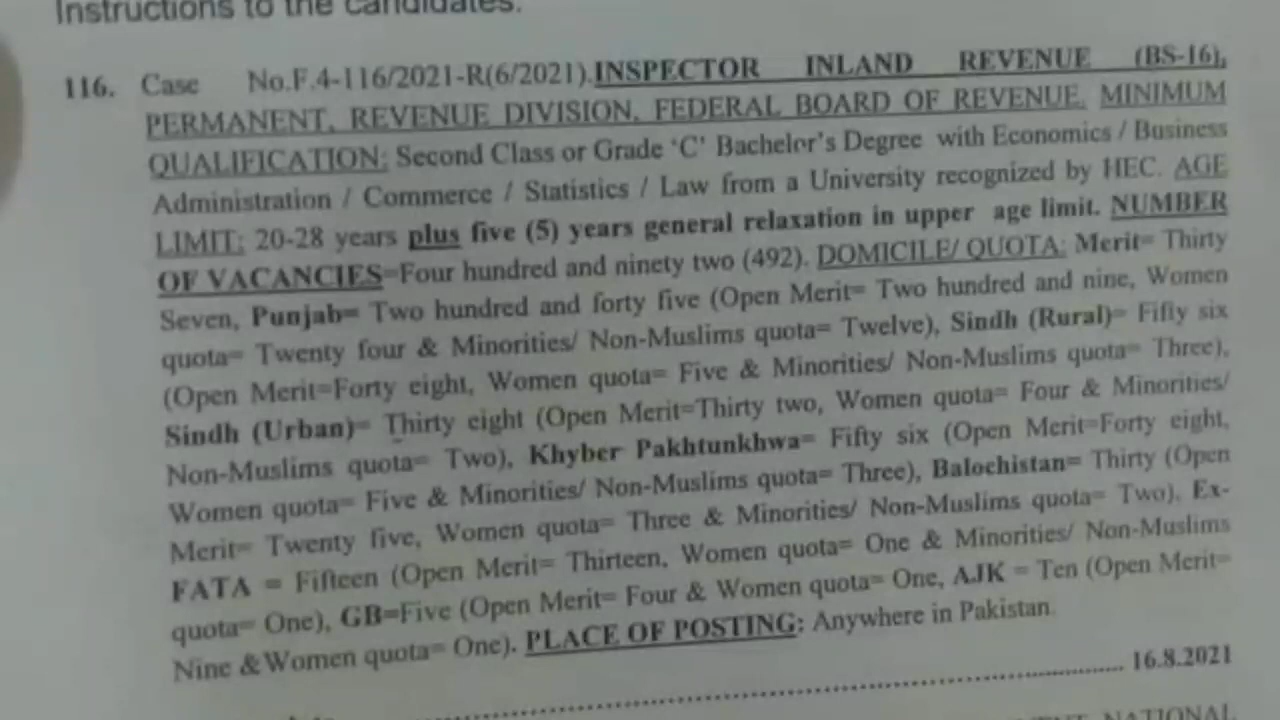 Instructions to the candidates.
116. Case No.F.4-116/2021-R(6/2021).INSPECTOR INLAND REVENUE (BS-16),
PERMANENT, REVENUE DIVISION, FEDERAL BOARD OF REVENUE. MINIMUM
QUALIFICATION: Second Class or Grade ‘C’ Bachelor’s Degree with Economics / Business
Administration / Commerce / Statistics / Law from a University recognized by HEC. AGE
LIMIT: 20-28 years plus five (5) years general relaxation in upper age limit. NUMBER
OF VACANCIES=Four hundred and ninety two (492). DOMICILE/ QUOTA: Merit= Thirty
Seven, Punjab= Two hundred and forty five (Open Merit= Two hundred and nine, Women
quota= Twenty four & Minorities/ Non-Muslims quota= Twelve), Sindh (Rural)= Fifty six
(Open Merit=Forty eight, Women quota= Five & Minorities/ Non-Muslims quota= Three),
Sindh (Urban)= Thirty eight (Open Merit=Thirty two, Women quota= Four & Minorities/
Non-Muslims quota= Two), Khyber Pakhtunkhwa= Fifty six (Open Merit=Forty eight,
Women quota= Five & Minorities/ Non-Muslims quota= Three), Balochistan= Thirty (Open
Merit= Twenty five, Women quota= Three & Minorities/ Non-Muslims quota= Two), Ex-
FATA = Fifteen (Open Merit= Thirteen, Women quota= One & Minorities/ Non-Muslims
quota= One), GB=Five (Open Merit= Four & Women quota= One, AJK = Ten (Open Merit=
Nine &Women quota= One). PLACE OF POSTING: Anywhere in Pakistan.
16.8.2021
NATIONAL